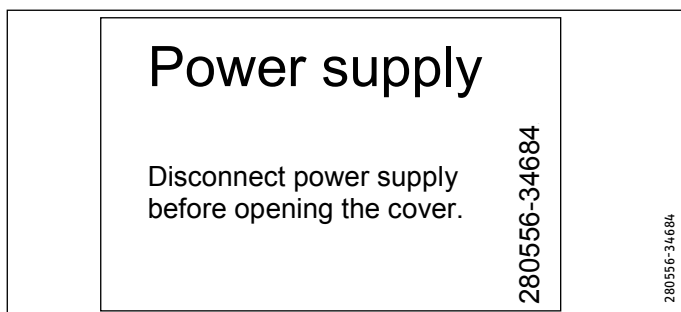 Power supply
Disconnect power supply
before opening the cover.
280556-34684
280556-34684